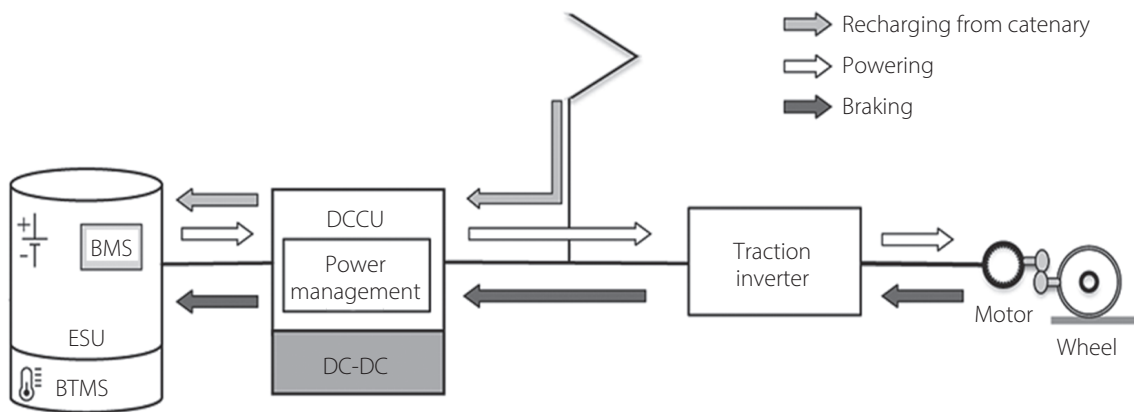 Recharging from catenary
Powering
Braking
+
-
BMS
ESU
BTMS
DCCU
Power
management
DC-DC
Traction
inverter
Motor
Wheel